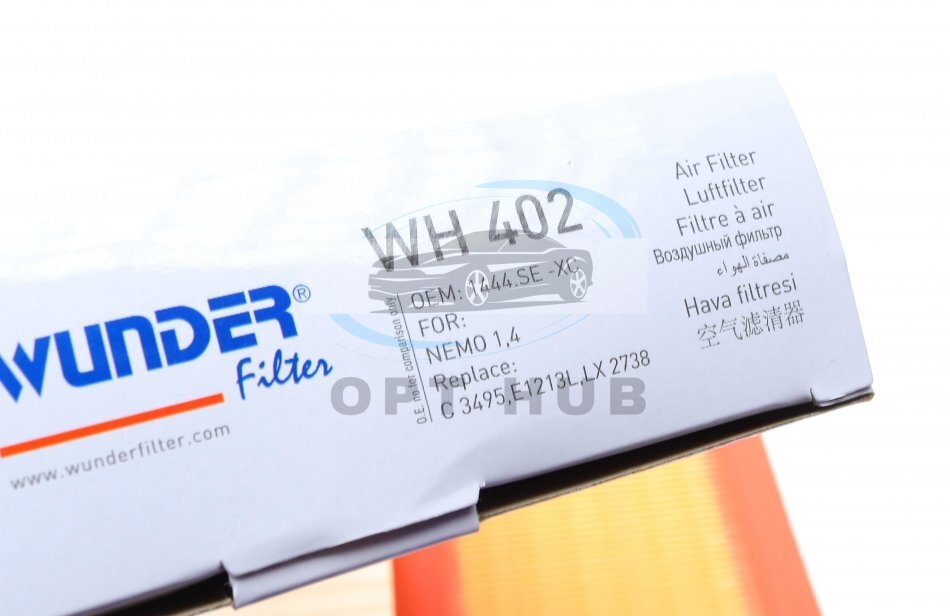 WUNDER®
Filter
www.wunderfilter.com
WH 402
O.E. no for comparison only
OEM: 1444.SE -XC
FOR:
NEMO 1,4
Replace:
C 3495,E1213L,LX 2738
Air Filter
Luftfilter
Filtre à air
Воздушный фильтр
مصفاة الهواء
Hava filtresi
空气滤清器
OPT HUB